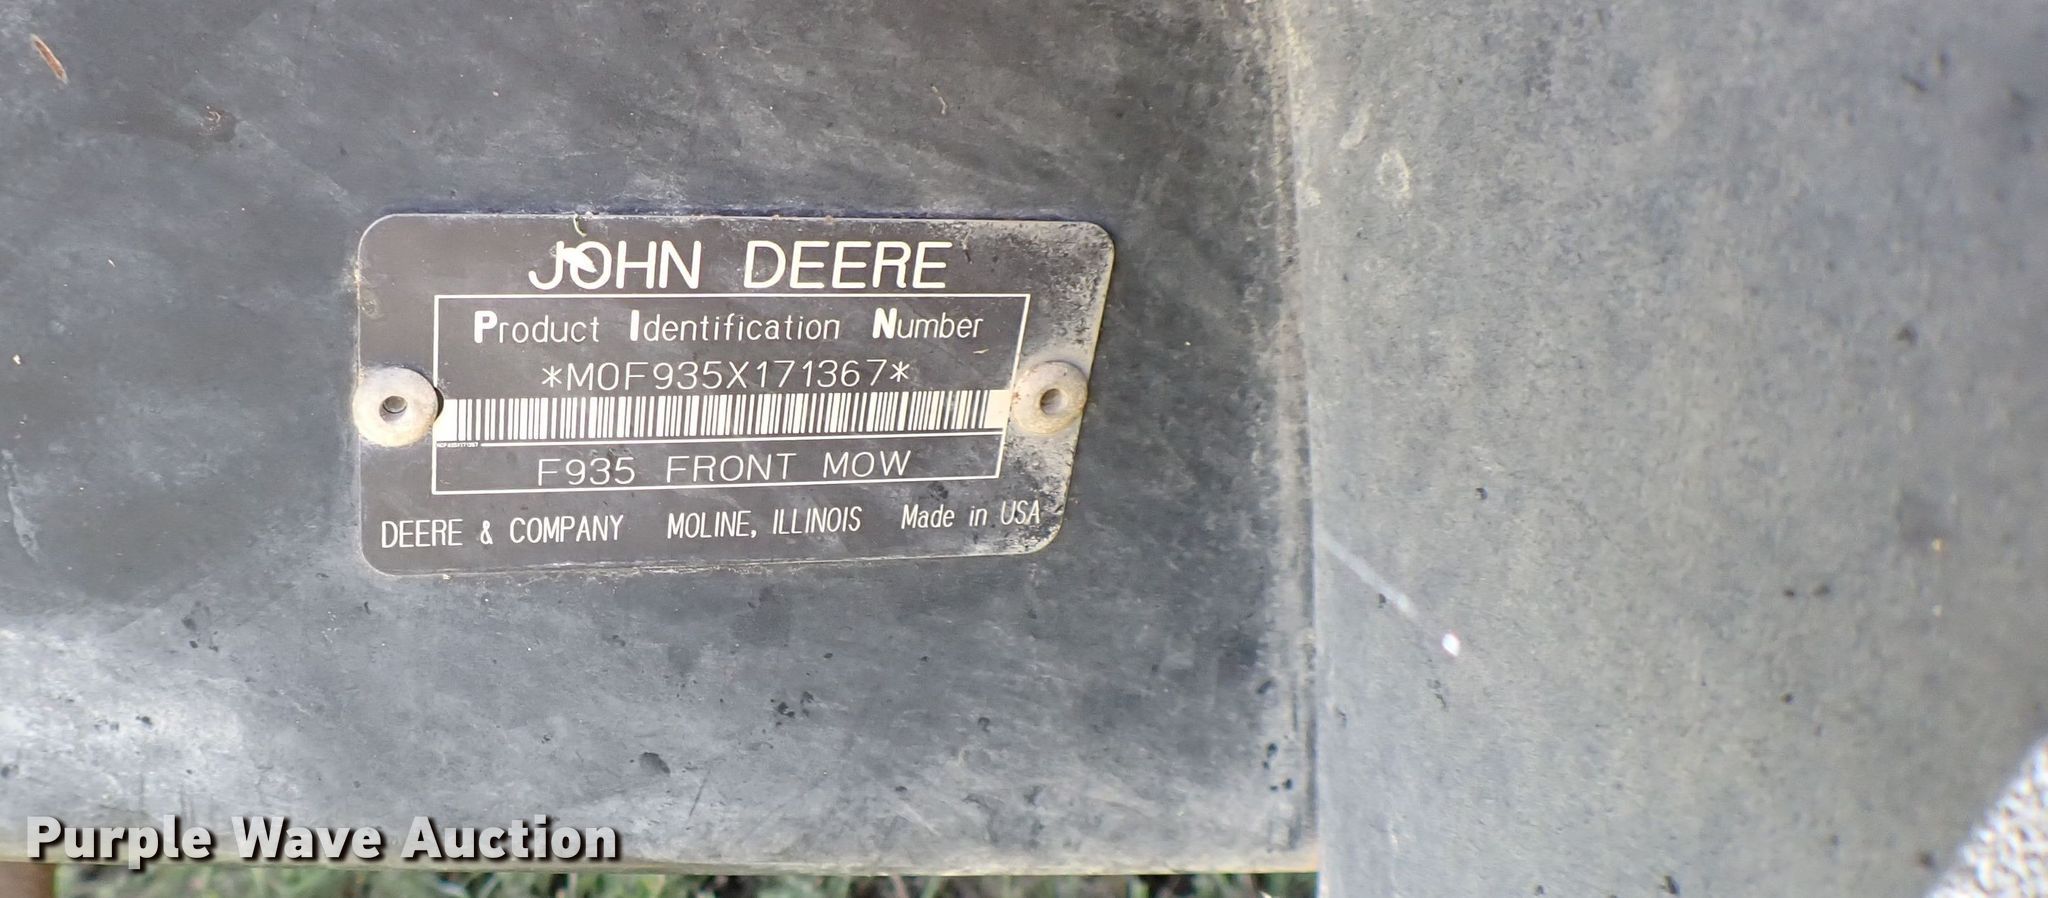 JOHN DEERE
Product Identification Number
*M0F935X171367*
M0F935X171367
F935 FRONT MOW
DEERE & COMPANY MOLINE, ILLINOIS Made in USA
Purple Wave Auction